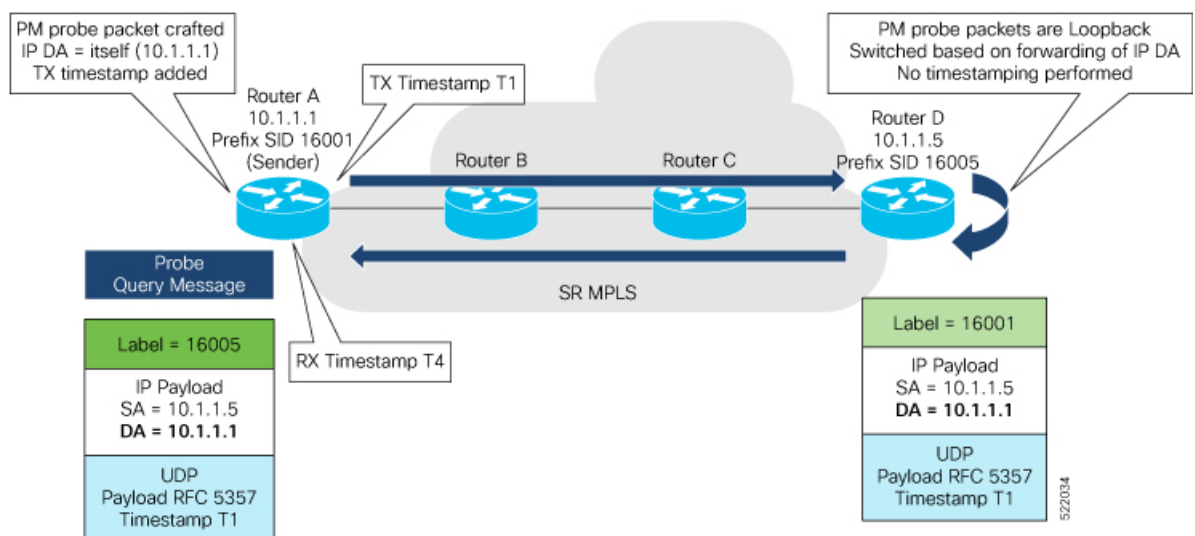 PM probe packet crafted
IP DA = itself (10.1.1.1)
TX timestamp added
Router A
10.1.1.1
Prefix SID 16001
(Sender)
TX Timestamp T1
Router B
Router C
PM probe packets are Loopback
Switched based on forwarding of IP DA
No timestamping performed
Router D
10.1.1.5
Prefix SID 16005
Probe
Query Message
SR MPLS
RX Timestamp T4
Label = 16005
IP Payload
SA = 10.1.1.5
DA = 10.1.1.1
UDP
Payload RFC 5357
Timestamp T1
Label = 16001
IP Payload
SA = 10.1.1.5
DA = 10.1.1.1
UDP
Payload RFC 5357
Timestamp T1
522034